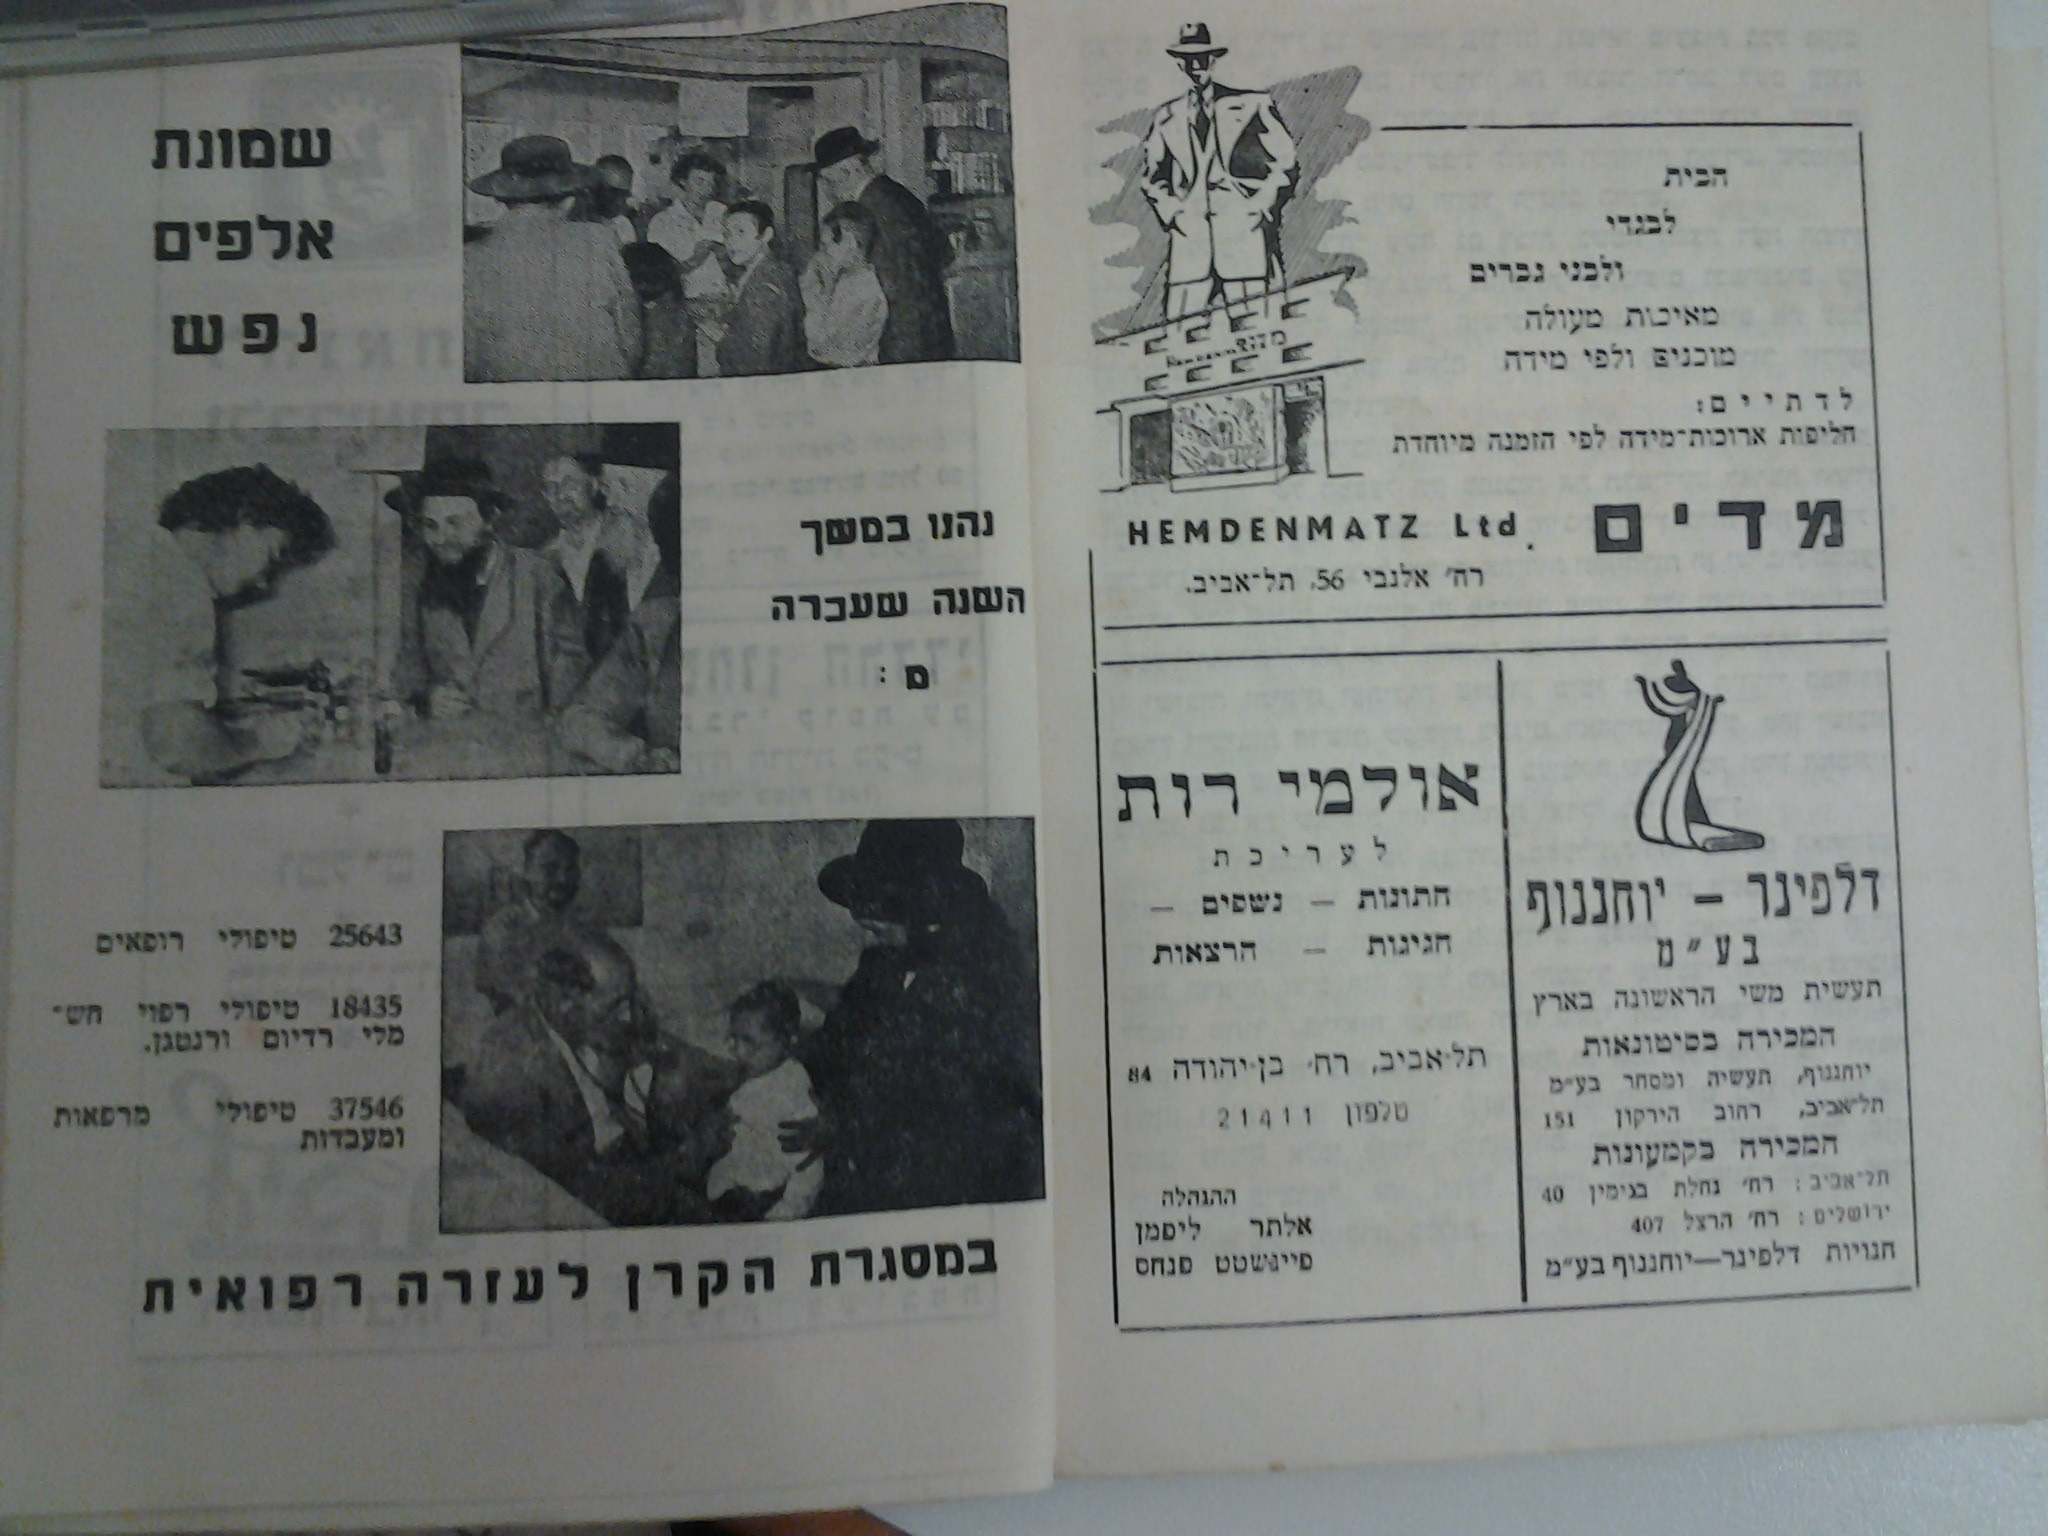 הבית
לבגדי
ולבני גברים
מאיכות מעולה
מוכנים ולפי מידה
לדתיים:
חליפות ארוכות־מידה לפי הזמנה מיוחדת
מדים HEMDENMATZ Ltd.
רח׳ אלנבי 56, תל־אביב.
דלפינר – יוחננוף
בע״מ
תעשית משי הראשונה בארץ
המכירה בסיטונאות
יוחננוף, תעשיה ומסחר בע״מ
תל־אביב, רחוב הירקון 151
המכירה בקמעונות
תל־אביב: רח׳ נחלת בנימין 40
ירושלים: רח׳ הרצל 407
חנויות דלפינר–יוחננוף בע״מ
אולמי רות
לעריכת
חתונות – נשפים –
חגיגות – הרצאות
תל־אביב, רח׳ בן־יהודה 84
טלפון 21411
ההנהלה
אלתר ליפמן
פיינשטט פנחס
שמונת
אלפים
נפש
נהנו במשך
השנה שעברה
מ:
25643 טיפולי רופאים
18435 טיפולי רפוי חש־
מלי רדיום ורנטגן.
37546 טיפולי מרפאות
ומעבדות
במסגרת הקרן לעזרה רפואית